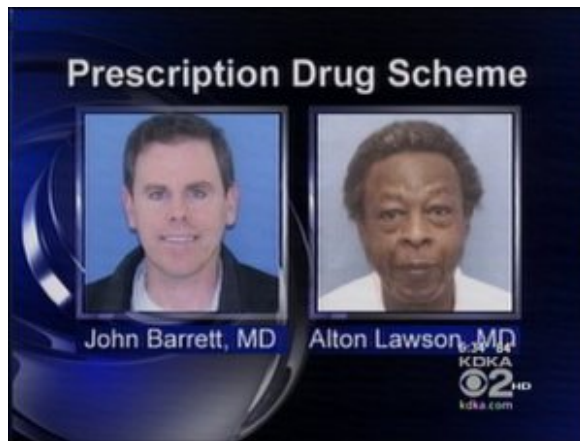 Prescription Drug Scheme
John Barrett, MD
Alton Lawson, MD
KDKA
2 HD
kdka.com